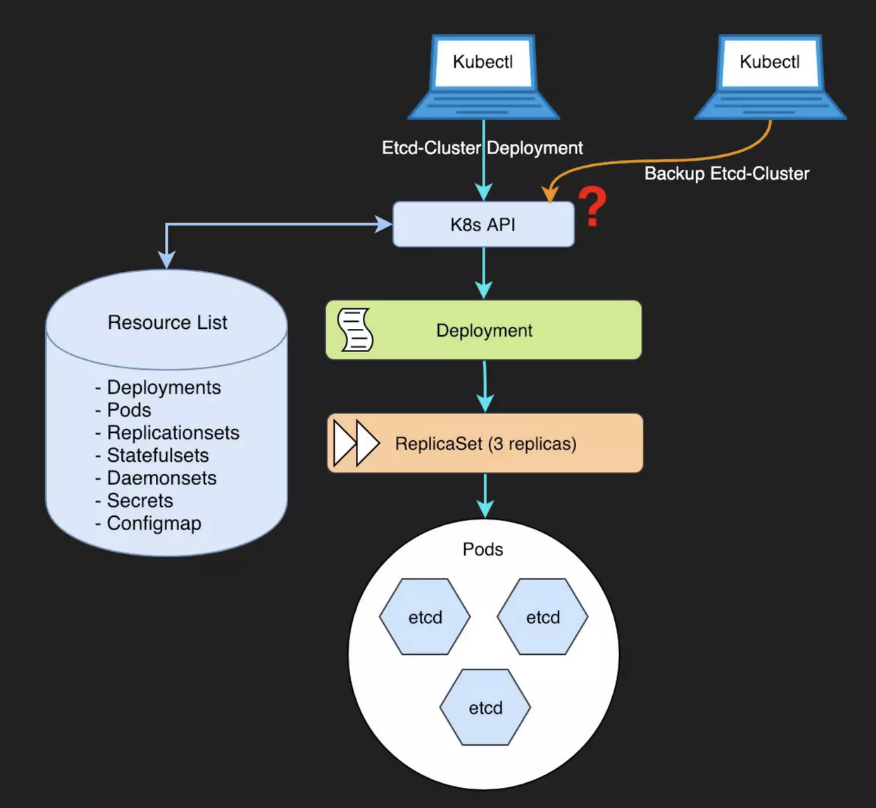 Kubectl
Kubectl
Etcd-Cluster Deployment
Backup Etcd-Cluster
?
K8s API
Resource List
- Deployments
- Pods
- Replicationsets
- Statefulsets
- Daemonsets
- Secrets
- Configmap
Deployment
ReplicaSet (3 replicas)
Pods
etcd
etcd
etcd